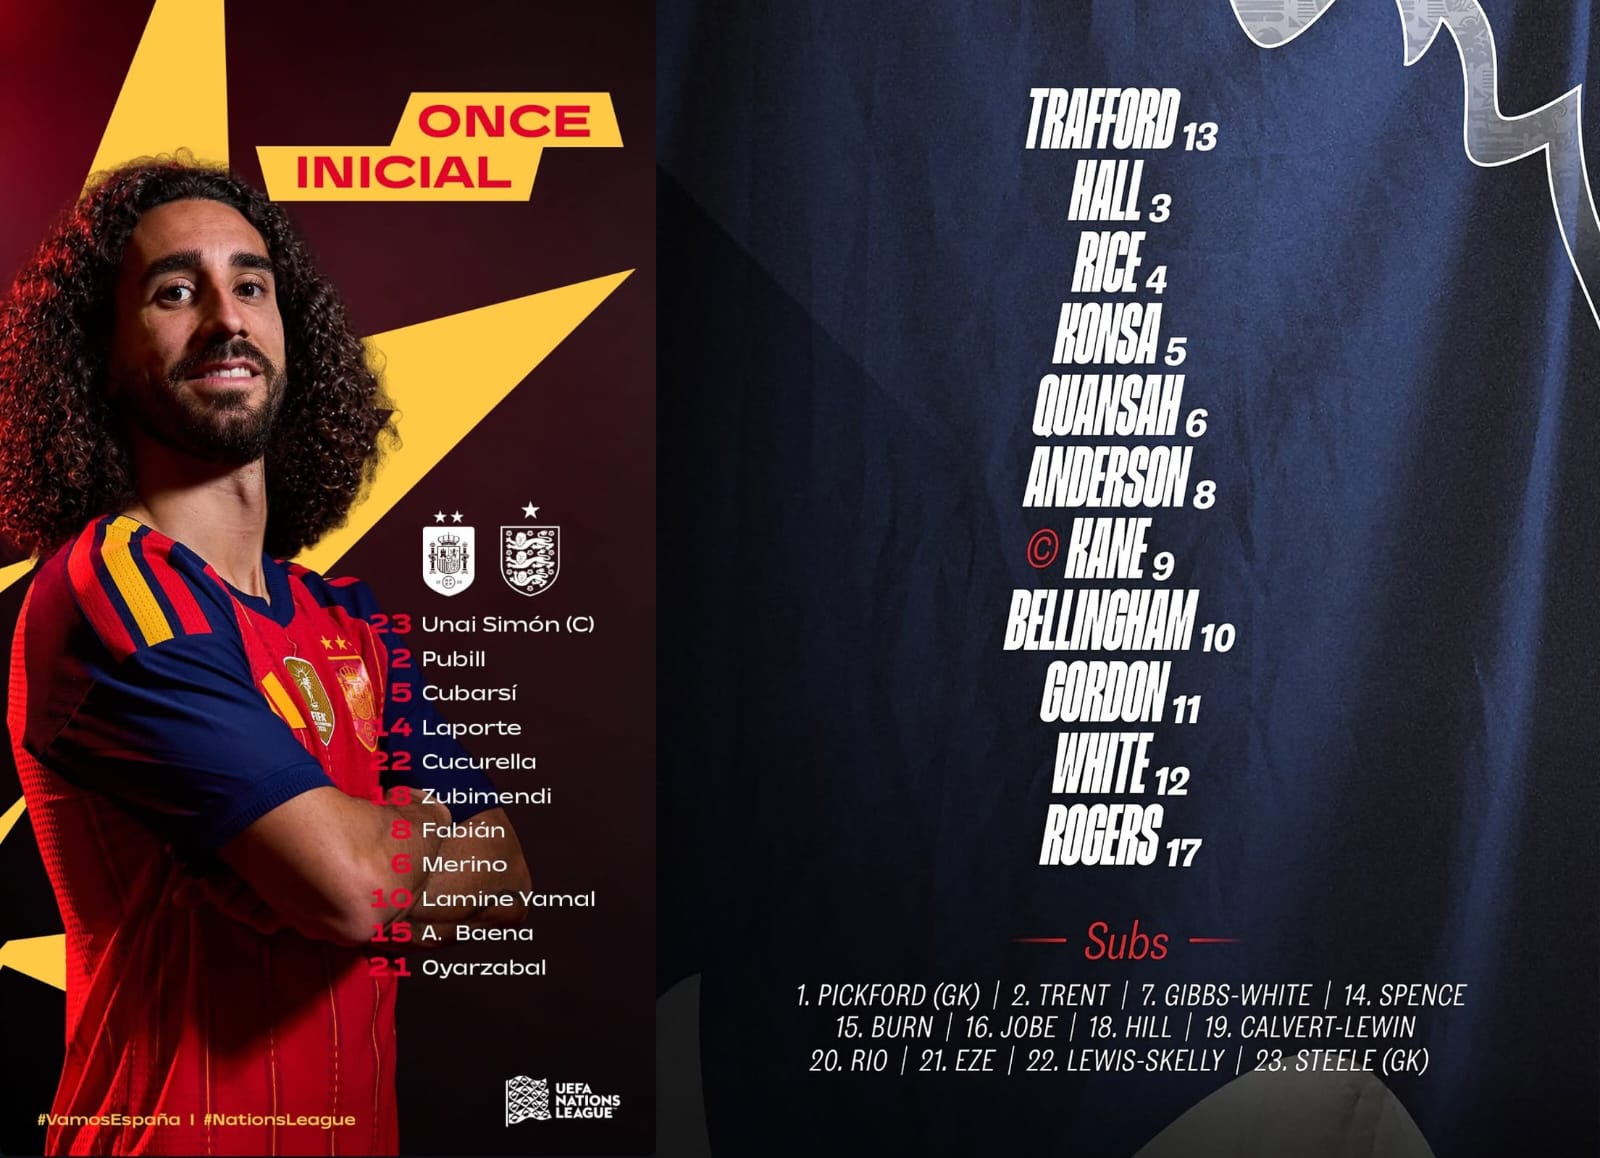 ONCE
INICIAL
23 Unai Simón (C)
2 Pubill
5 Cubarsí
14 Laporte
22 Cucurella
18 Zubimendi
8 Fabián
6 Merino
10 Lamine Yamal
15 A. Baena
21 Oyarzabal
#VamosEspaña I #NationsLeague
UEFA
NATIONS
LEAGUE™
FIFA
TRAFFORD 13
HALL 3
RICE 4
KONSA 5
QUANSAH 6
ANDERSON 8
© KANE 9
BELLINGHAM 10
GORDON 11
WHITE 12
ROGERS 17
Subs
1. PICKFORD (GK) | 2. TRENT | 7. GIBBS-WHITE | 14. SPENCE
15. BURN | 16. JOBE | 18. HILL | 19. CALVERT-LEWIN
20. RIO | 21. EZE | 22. LEWIS-SKELLY | 23. STEELE (GK)